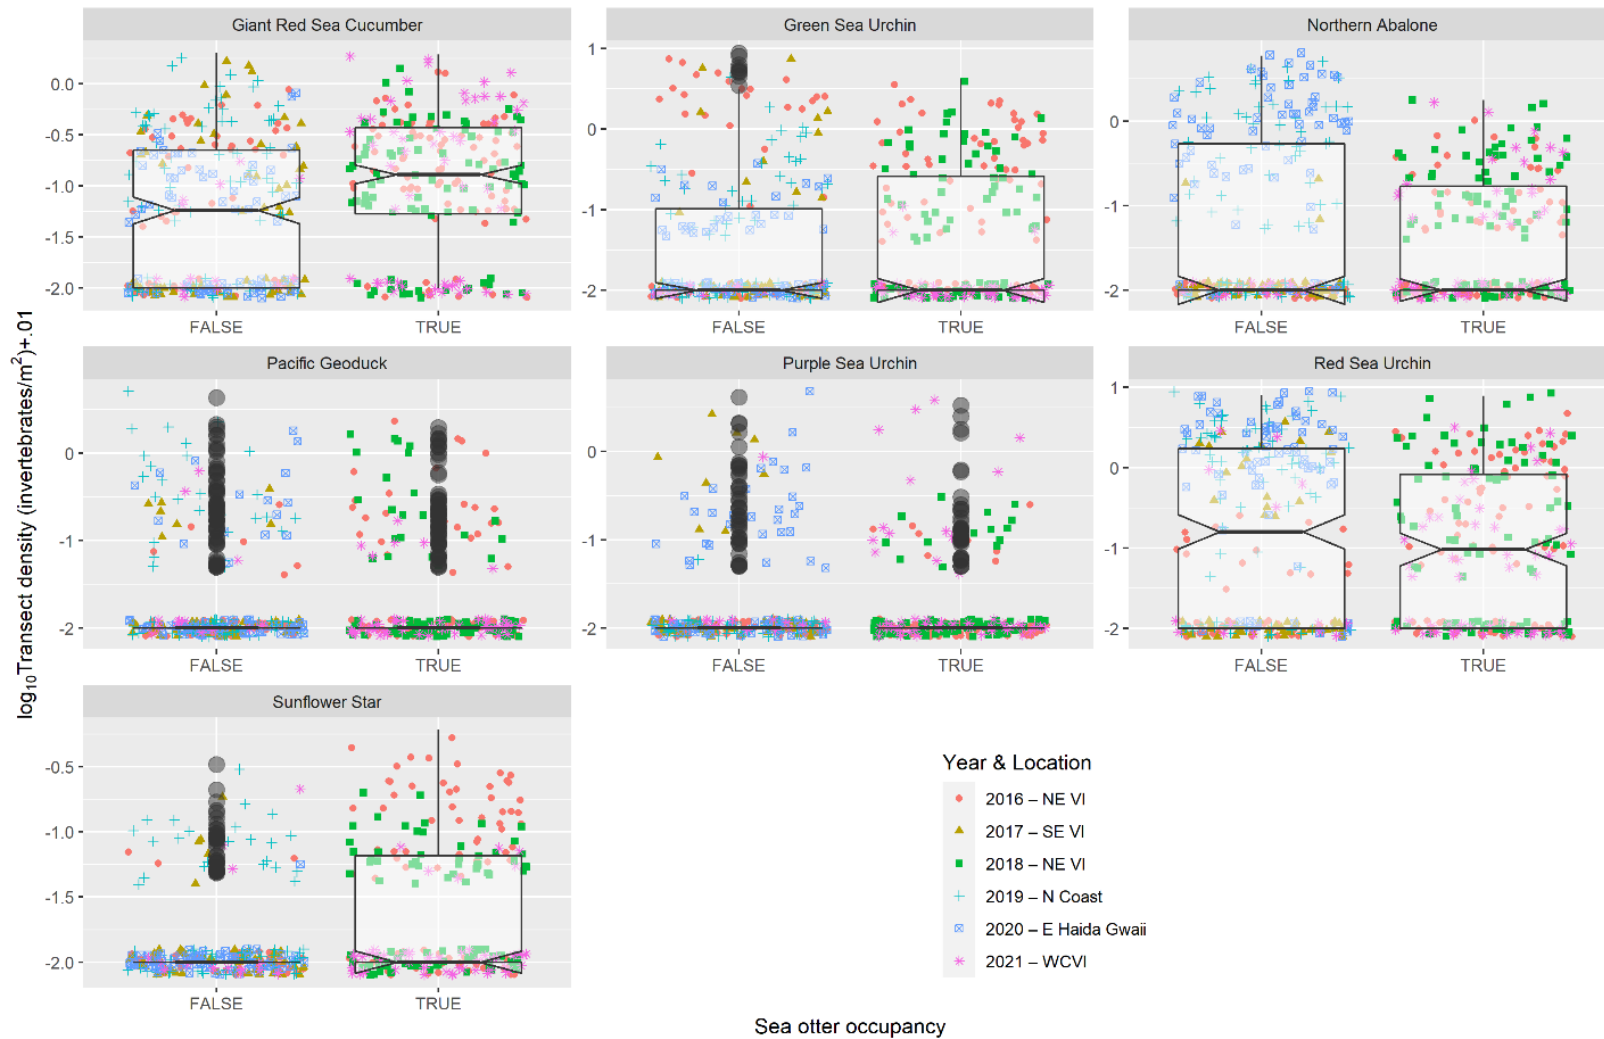 Giant Red Sea Cucumber
Green Sea Urchin
Northern Abalone
0.0
-0.5
-1.0
-1.5
-2.0
FALSE
TRUE
1
0
-1
-2
FALSE
TRUE
0
-1
-2
FALSE
TRUE
Pacific Geoduck
Purple Sea Urchin
Red Sea Urchin
0
-1
-2
FALSE
TRUE
0
-1
-2
FALSE
TRUE
1
0
-1
-2
FALSE
TRUE
Sunflower Star
-0.5
-1.0
-1.5
-2.0
FALSE
TRUE
log₁₀Transect density (invertebrates/m²)+.01
Sea otter occupancy
Year & Location
2016 – NE VI
2017 – SE VI
2018 – NE VI
2019 – N Coast
2020 – E Haida Gwaii
2021 – WCVI